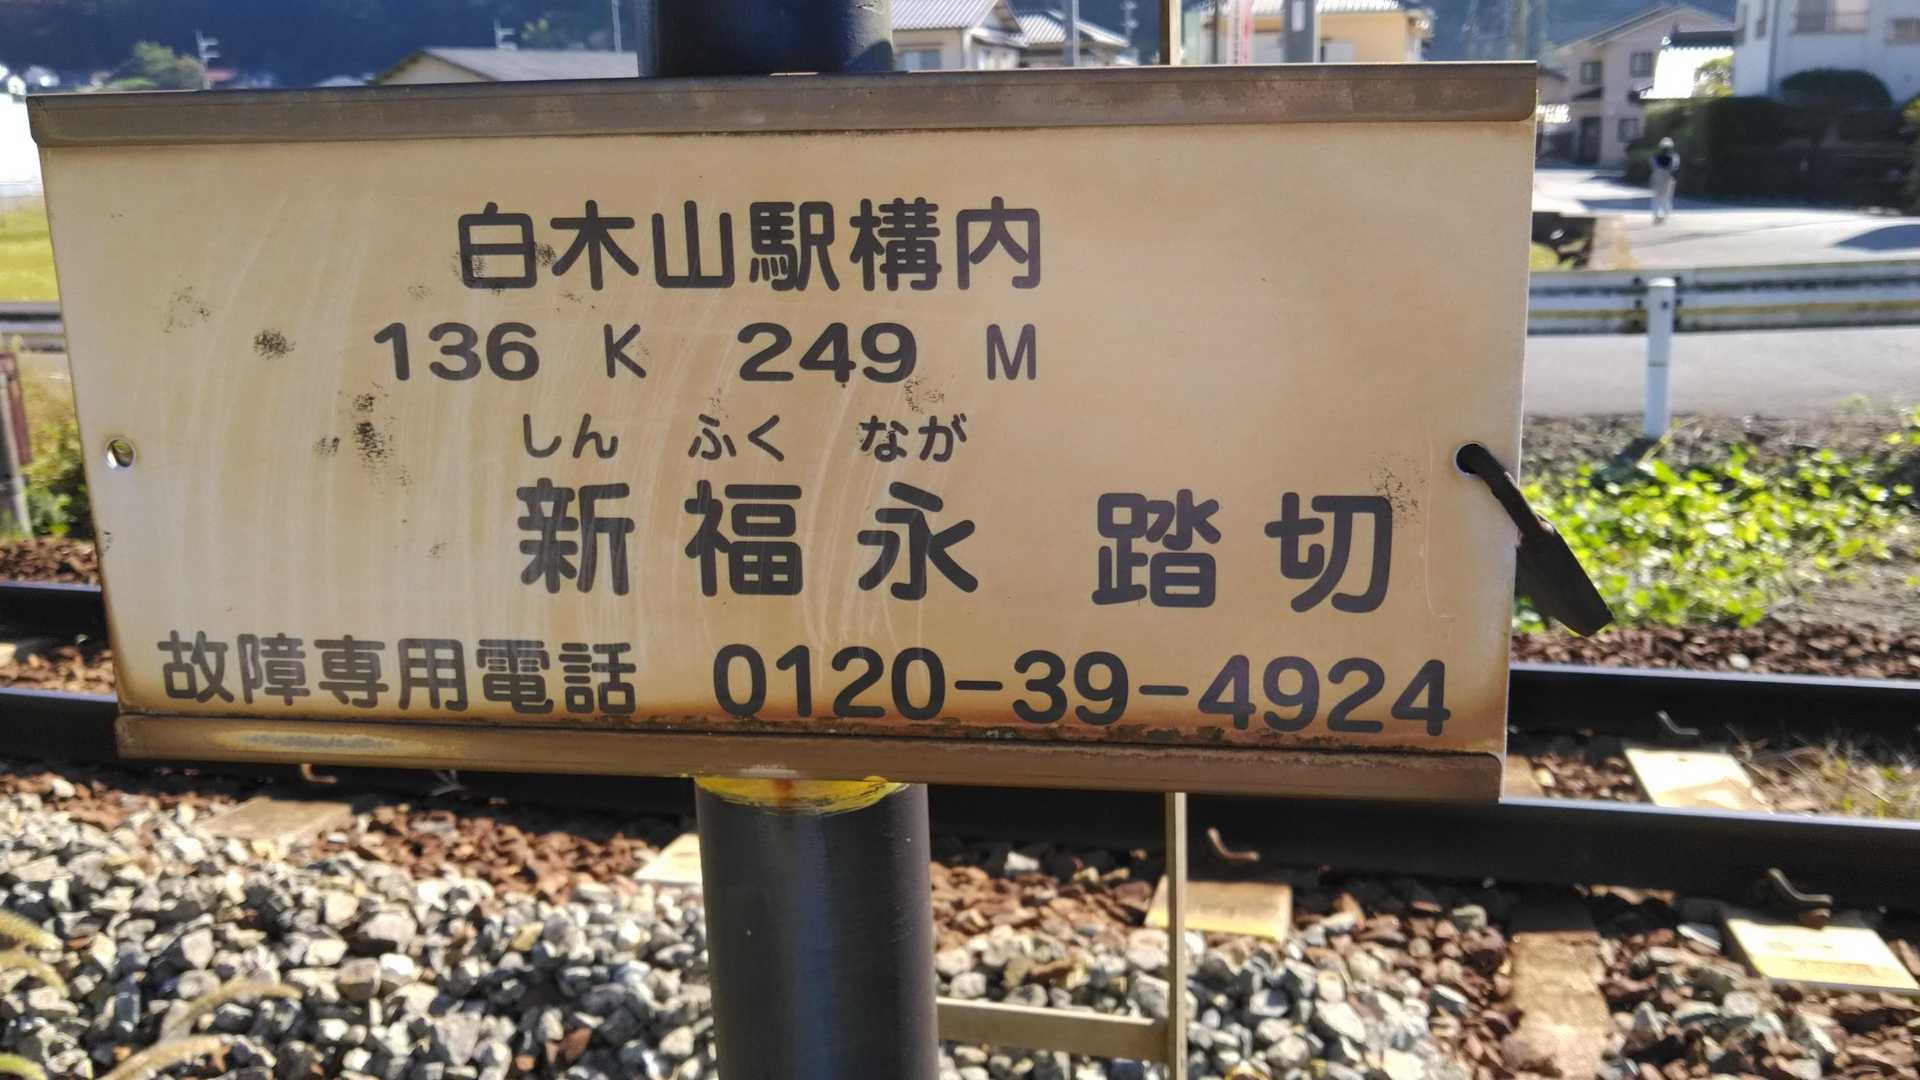 白木山駅構内
136 K 249 M
しん ふく なが
新福永 踏切
故障専用電話 0120-39-4924